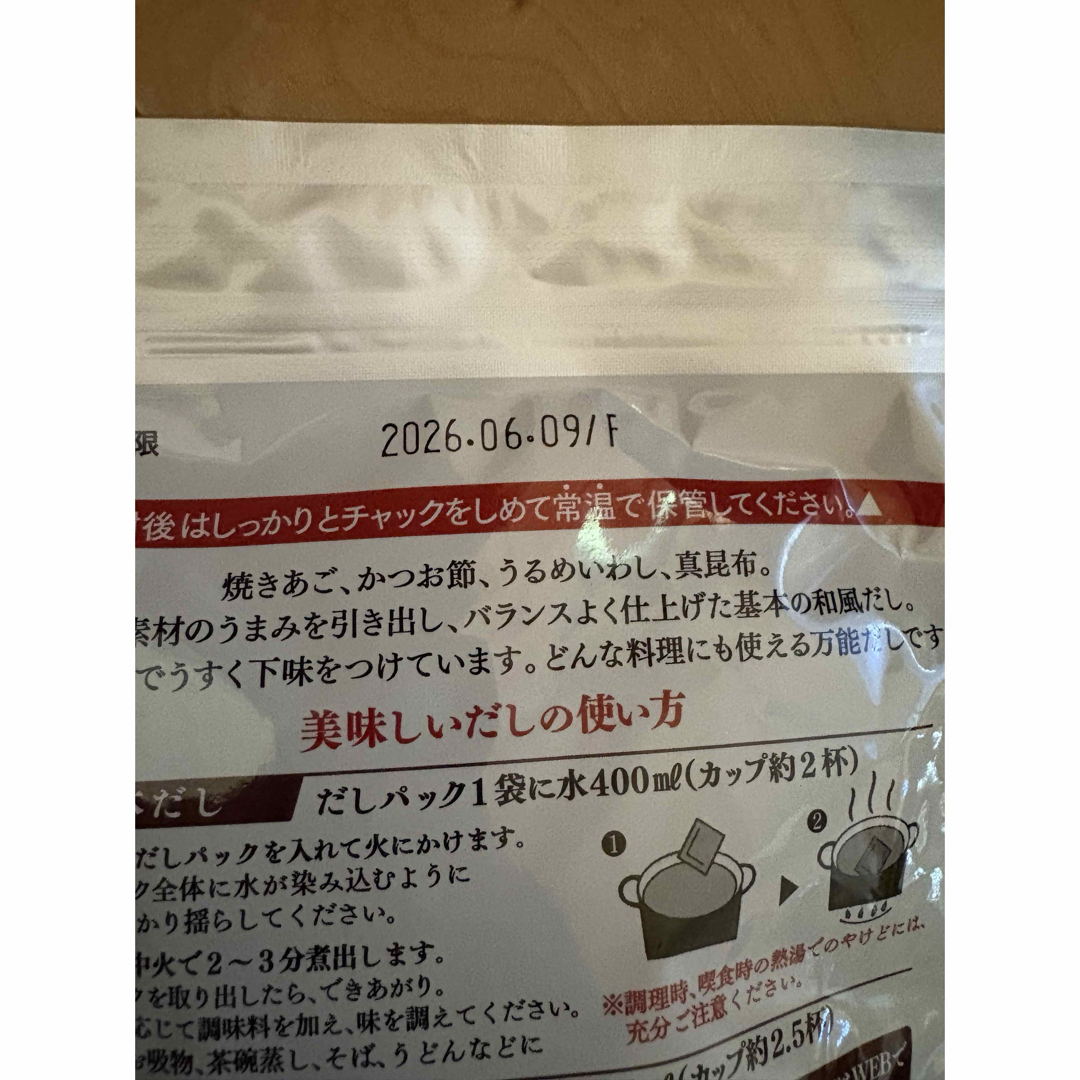 限 2026.06.09/F
後はしっかりとチャックをしめて常温で保管してください。▲
焼きあご、かつお節、うるめいわし、真昆布。
素材のうまみを引き出し、バランスよく仕上げた基本の和風だし。
でうすく下味をつけています。どんな料理にも使える万能だしです
美味しいだしの使い方
だし だしパック1袋に水400㎖(カップ約2杯)
だしパックを入れて火にかけます。
ク全体に水が染み込むように
かり揺らしてください。
中火で2〜3分煮出します。
を取り出したら、できあがり。
応じて調味料を加え、味を調えてください。
吸物、茶碗蒸し、そば、うどんなどに
❶ ▶ ❷
※調理時、喫食時の熱湯でのやけどには、
充分ご注意ください。
(カップ約2.5杯)
WEBで